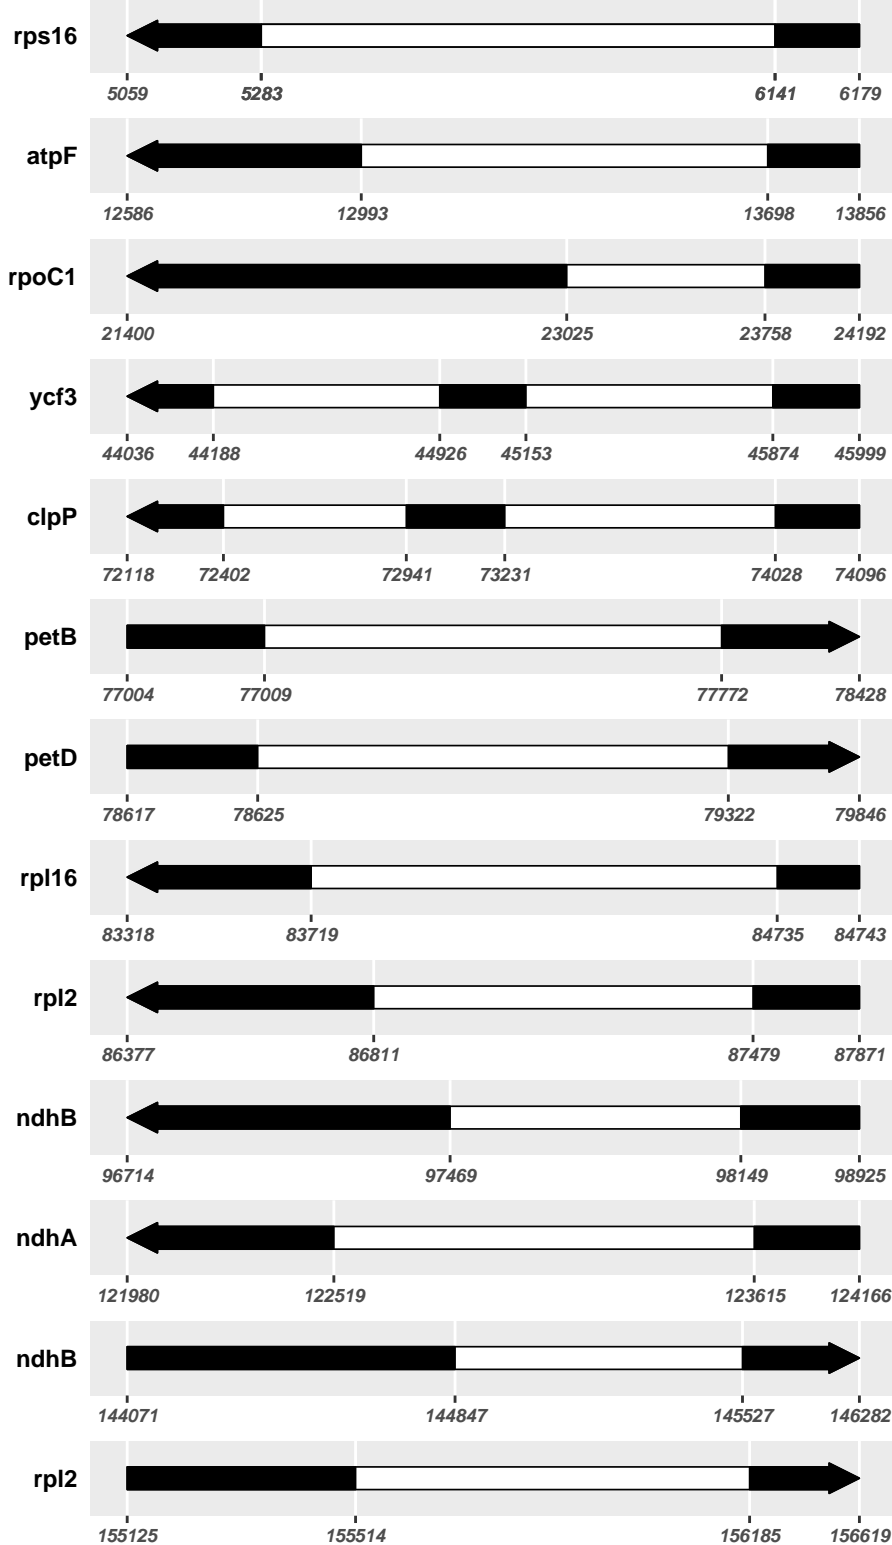 rps16
5059 5283 6141 6179
atpF
12586 12993 13698 13856
rpoC1
21400 23025 23758 24192
ycf3
44036 44188 44926 45153 45874 45999
clpP
72118 72402 72941 73231 74028 74096
petB
77004 77009 77772 78428
petD
78617 78625 79322 79846
rpl16
83318 83719 84735 84743
rpl2
86377 86811 87479 87871
ndhB
96714 97469 98149 98925
ndhA
121980 122519 123615 124166
ndhB
144071 144847 145527 146282
rpl2
155125 155514 156185 156619